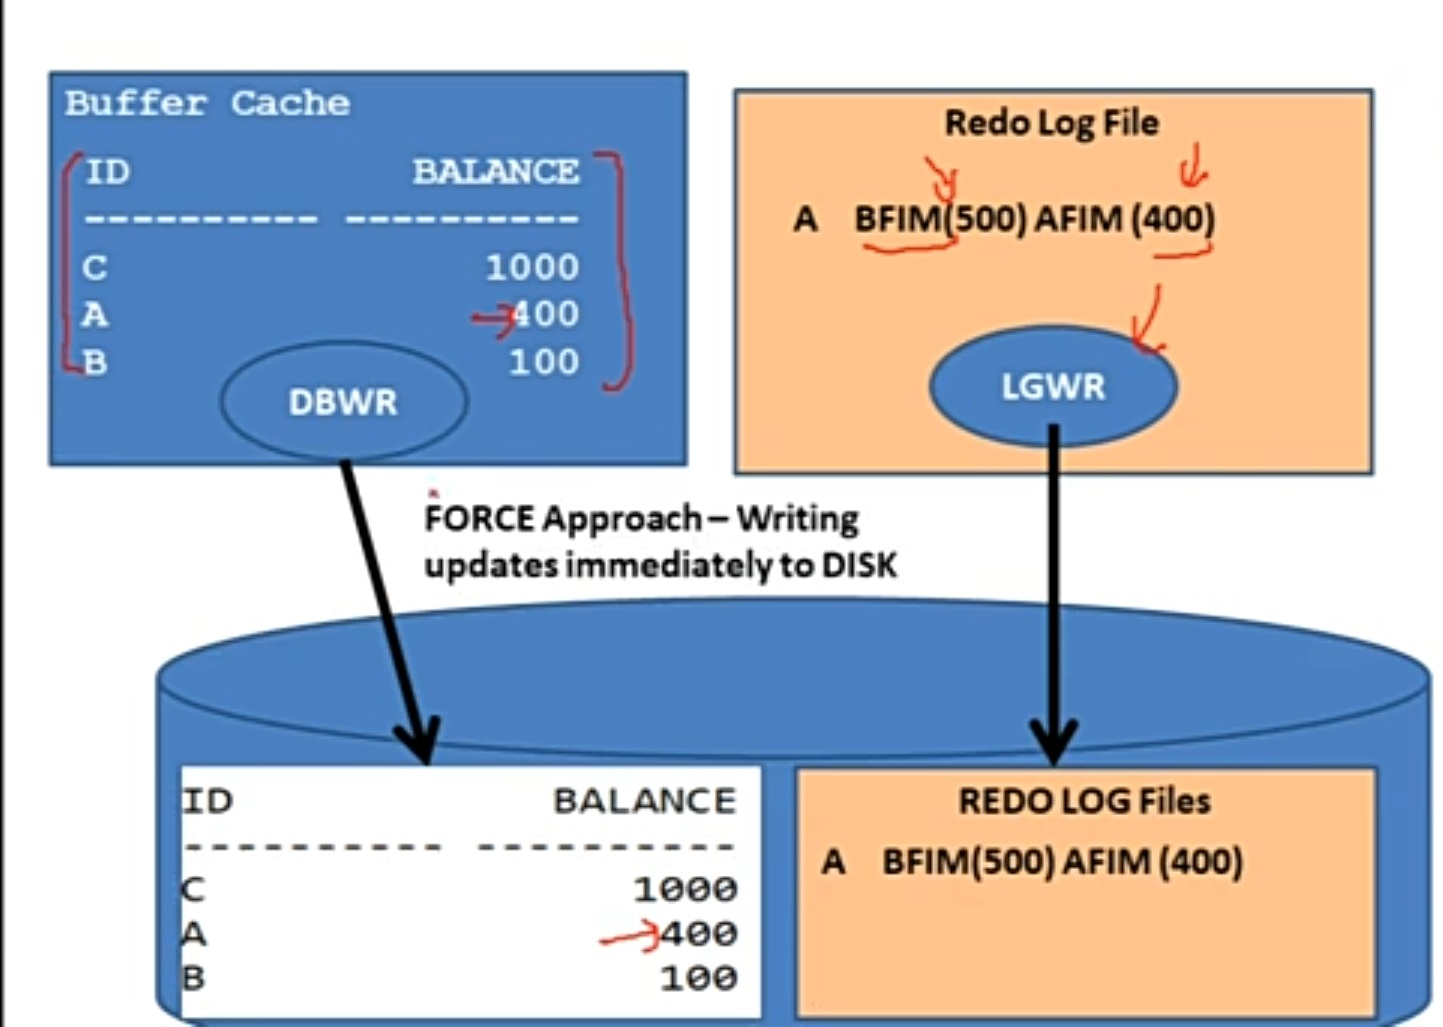 Buffer Cache
ID BALANCE
---------- ----------
C 1000
A 400
B 100
DBWR
Redo Log File
A BFIM(500) AFIM (400)
LGWR
FORCE Approach – Writing
updates immediately to DISK
ID BALANCE
---------- ----------
C 1000
A 400
B 100
REDO LOG Files
A BFIM(500) AFIM (400)